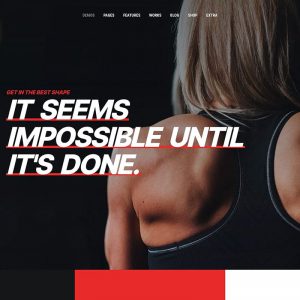 DEMOS PAGES FEATURES WORKS BLOG SHOP EXTRA
GET IN THE BEST SHAPE
IT SEEMS
IMPOSSIBLE UNTIL
IT'S DONE.